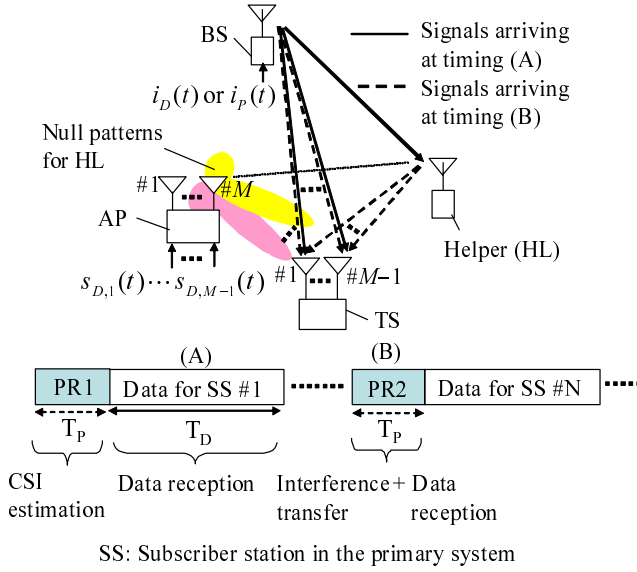 BS
Signals arriving
at timing (A)
Signals arriving
at timing (B)
i_D(t) or i_P(t)
Null patterns
for HL
#1
#M
AP
Helper (HL)
s_{D,1}(t)⋯s_{D,M−1}(t)
#1
#M−1
TS
(A)
(B)
PR1
Data for SS #1
PR2
Data for SS #N
T_P
T_D
T_P
CSI
estimation
Data reception
Interference
transfer
+
Data
reception
SS: Subscriber station in the primary system